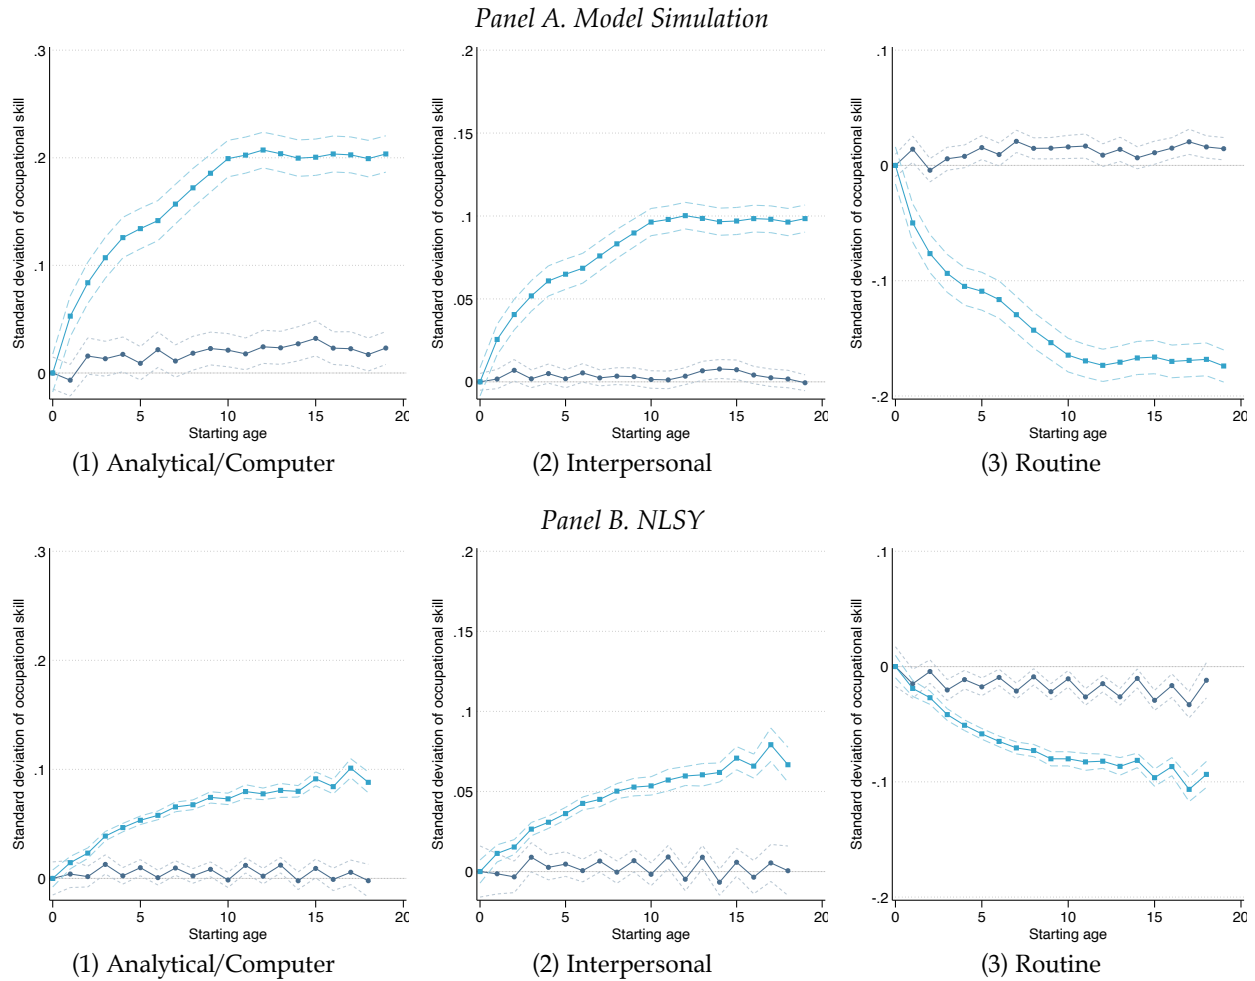 Panel A. Model Simulation
Standard deviation of occupational skill
.3
.2
.1
0
0 5 10 15 20
Starting age
(1) Analytical/Computer
Standard deviation of occupational skill
.2
.15
.1
.05
0
0 5 10 15 20
Starting age
(2) Interpersonal
Standard deviation of occupational skill
.1
0
-.1
-.2
0 5 10 15 20
Starting age
(3) Routine
Panel B. NLSY
Standard deviation of occupational skill
.3
.2
.1
0
0 5 10 15 20
Starting age
(1) Analytical/Computer
Standard deviation of occupational skill
.2
.15
.1
.05
0
0 5 10 15 20
Starting age
(2) Interpersonal
Standard deviation of occupational skill
.1
0
-.1
-.2
0 5 10 15 20
Starting age
(3) Routine